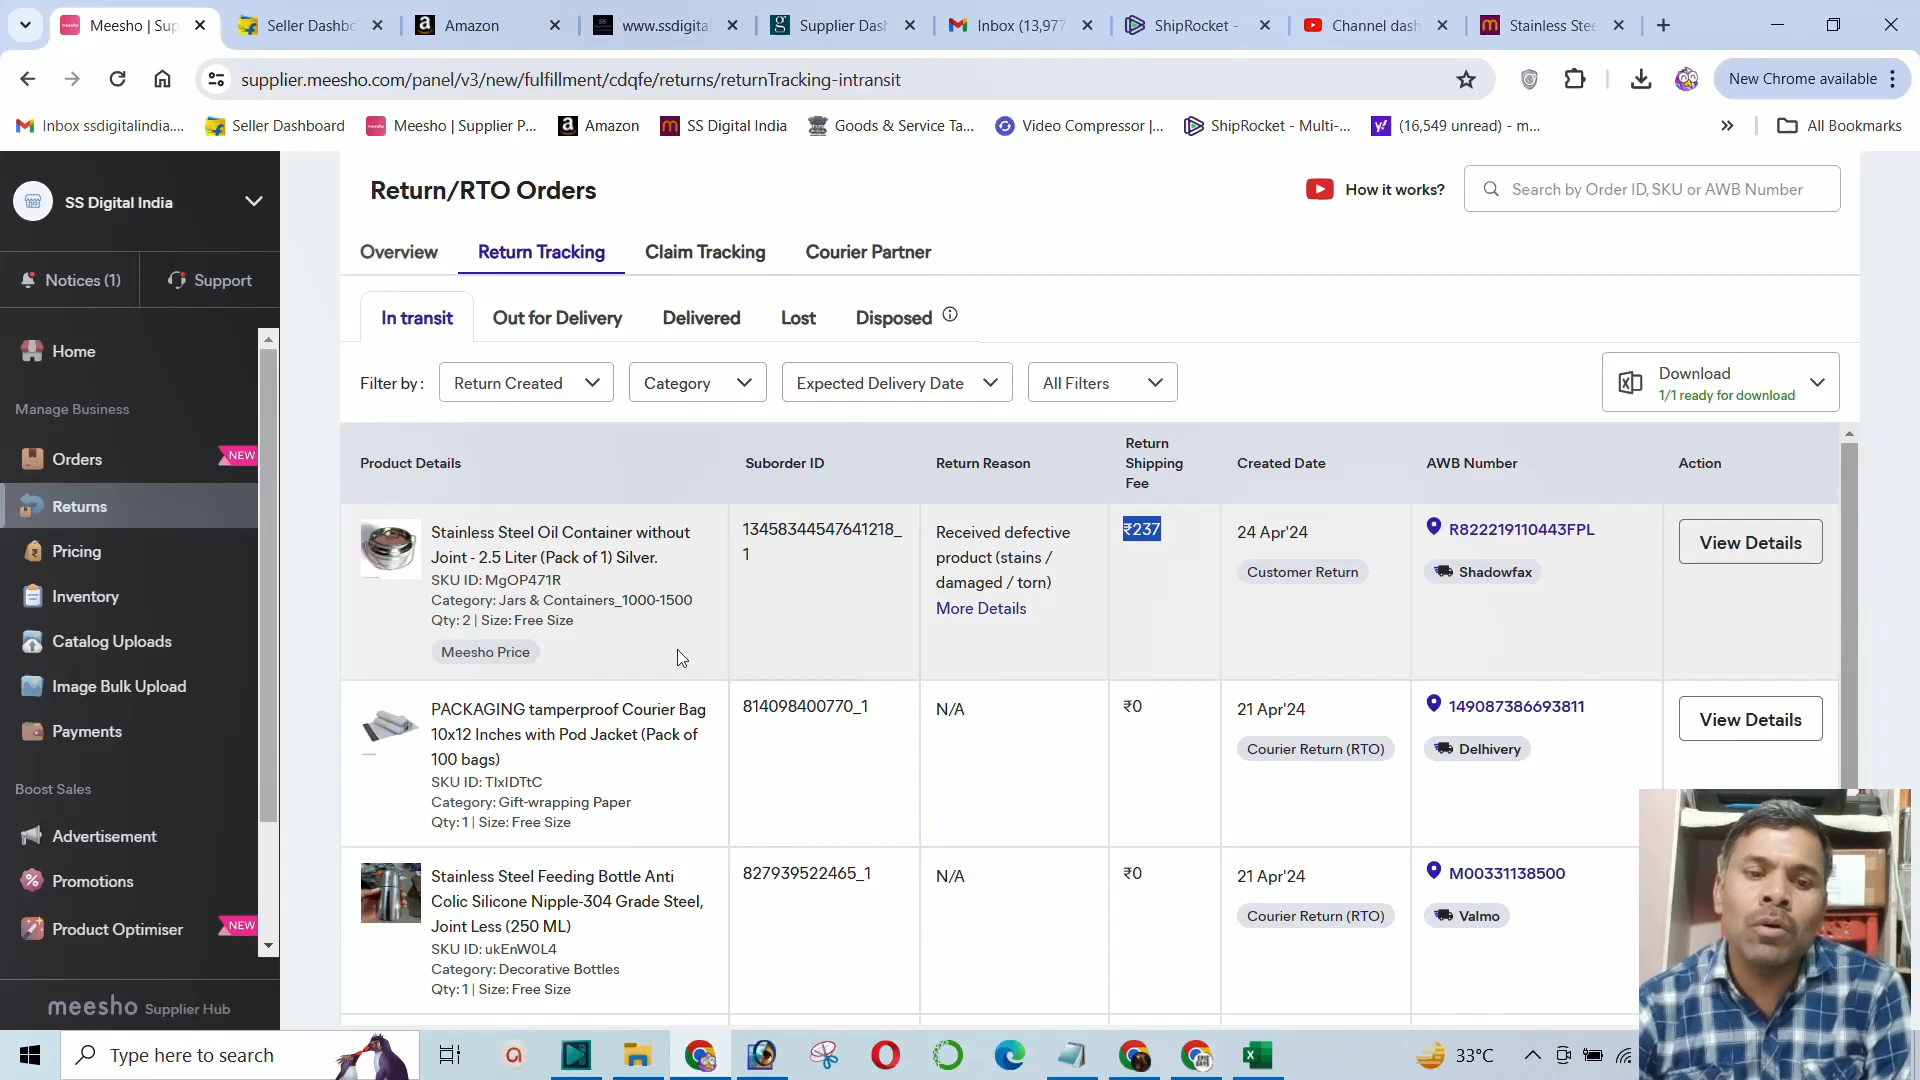 Meesho | Sup
Seller Dashbo
Amazon
www.ssdigital
Supplier Dash
Inbox (13,977
ShipRocket -
Channel dash
Stainless Stee
supplier.meesho.com/panel/v3/new/fulfillment/cdqfe/returns/returnTracking-intransit
New Chrome available
Inbox ssdigitalindia....
Seller Dashboard
Meesho | Supplier P...
Amazon
SS Digital India
Goods & Service Ta...
Video Compressor |...
ShipRocket - Multi-...
(16,549 unread) - m...
All Bookmarks
SS Digital India
Notices (1)
Support
Home
Manage Business
Orders
NEW
Returns
Pricing
Inventory
Catalog Uploads
Image Bulk Upload
Payments
Boost Sales
Advertisement
Promotions
Product Optimiser
NEW
meesho Supplier Hub
Return/RTO Orders
How it works?
Search by Order ID, SKU or AWB Number
Overview
Return Tracking
Claim Tracking
Courier Partner
In transit
Out for Delivery
Delivered
Lost
Disposed
Filter by :
Return Created
Category
Expected Delivery Date
All Filters
Download
1/1 ready for download
Product Details
Suborder ID
Return Reason
Return
Shipping
Fee
Created Date
AWB Number
Action
Stainless Steel Oil Container without
Joint - 2.5 Liter (Pack of 1) Silver.
SKU ID: MgOP471R
Category: Jars & Containers_1000-1500
Qty: 2 | Size: Free Size
Meesho Price
13458344547641218_
1
Received defective
product (stains /
damaged / torn)
More Details
₹237
24 Apr'24
Customer Return
R822219110443FPL
Shadowfax
View Details
PACKAGING tamperproof Courier Bag
10x12 Inches with Pod Jacket (Pack of
100 bags)
SKU ID: TIxIDTtC
Category: Gift-wrapping Paper
Qty: 1 | Size: Free Size
814098400770_1
N/A
₹0
21 Apr'24
Courier Return (RTO)
149087386693811
Delhivery
View Details
Stainless Steel Feeding Bottle Anti
Colic Silicone Nipple-304 Grade Steel,
Joint Less (250 ML)
SKU ID: ukEnW0L4
Category: Decorative Bottles
Qty: 1 | Size: Free Size
827939522465_1
N/A
₹0
21 Apr'24
Courier Return (RTO)
M00331138500
Valmo
Type here to search
33°C